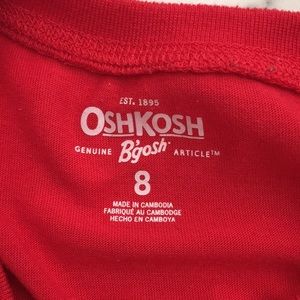 EST. 1895
OSHKOSH
GENUINE B'gosh ARTICLE™
8
MADE IN CAMBODIA
FABRIQUÉ AU CAMBODGE
HECHO EN CAMBOYA